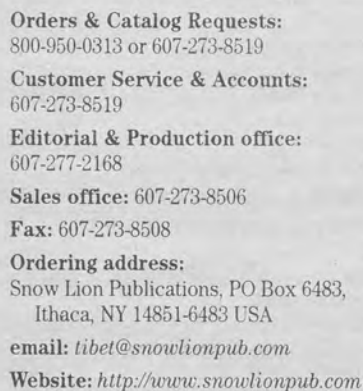 Orders & Catalog Requests:
800-950-0313 or 607-273-8519
Customer Service & Accounts:
607-273-8519
Editorial & Production office:
607-277-2168
Sales office: 607-273-8506
Fax: 607-273-8508
Ordering address:
Snow Lion Publications, PO Box 6483,
Ithaca, NY 14851-6483 USA
email: tibet@snowlionpub.com
Website: http://www.snowlionpub.com